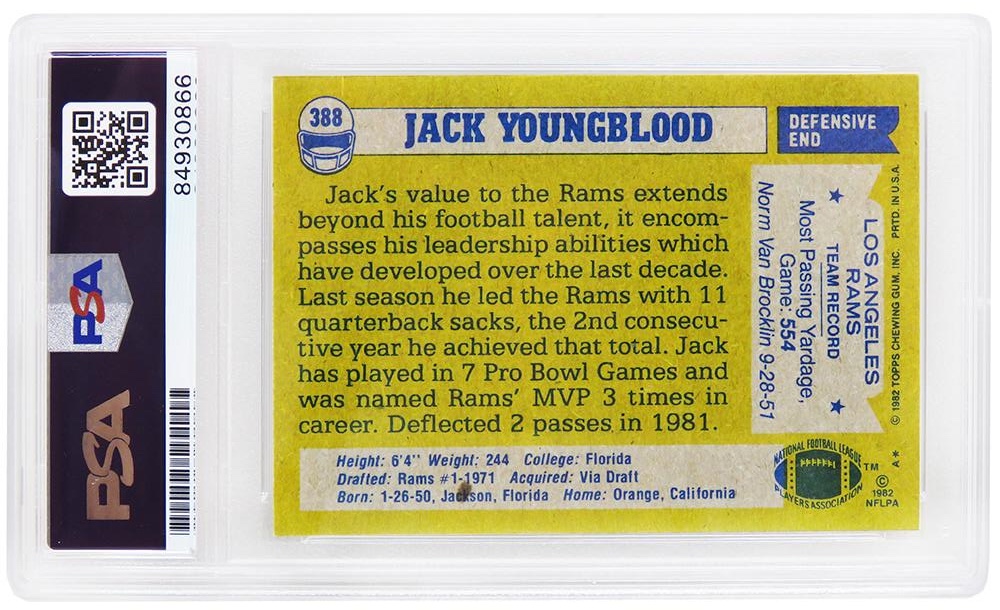 PSA
PSA
84930866
388
JACK YOUNGBLOOD
DEFENSIVE
END
Jack's value to the Rams extends
beyond his football talent, it encom-
passes his leadership abilities which
have developed over the last decade.
Last season he led the Rams with 11
quarterback sacks, the 2nd consecu-
tive year he achieved that total. Jack
has played in 7 Pro Bowl Games and
was named Rams' MVP 3 times in
career. Deflected 2 passes in 1981.
LOS ANGELES
RAMS
★ TEAM RECORD ★
Most Passing Yardage,
Game: 554
Norm Van Brocklin 9-28-51
© 1982 TOPPS CHEWING GUM, INC. PRTD. IN U.S.A.
A*
Height: 6'4'' Weight: 244 College: Florida
Drafted: Rams #1-1971 Acquired: Via Draft
Born: 1-26-50, Jackson, Florida Home: Orange, California
NATIONAL FOOTBALL LEAGUE
PLAYERS ASSOCIATION
TM
©
1982
NFLPA